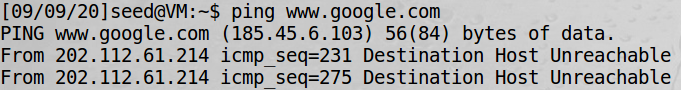 [09/09/20]seed@VM:~$ ping www.google.com
PING www.google.com (185.45.6.103) 56(84) bytes of data.
From 202.112.61.214 icmp_seq=231 Destination Host Unreachable
From 202.112.61.214 icmp_seq=275 Destination Host Unreachable